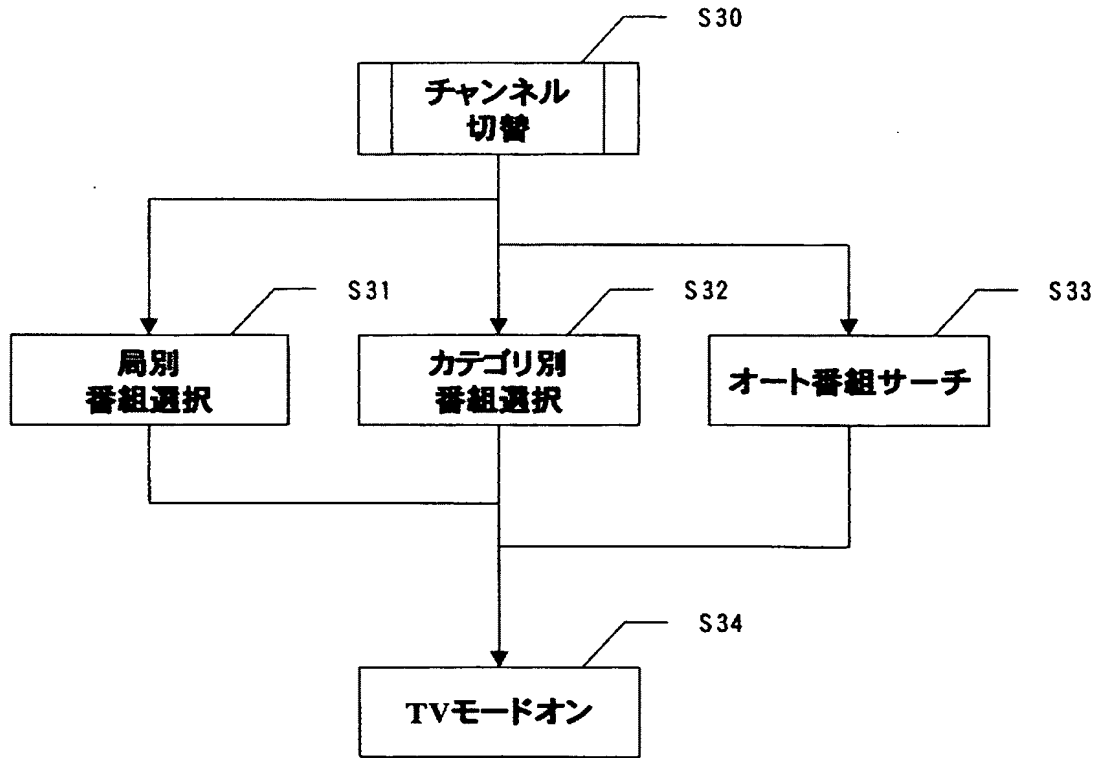 S30
チャンネル
切替
S31
S32
S33
局別
番組選択
カテゴリ別
番組選択
オート番組サーチ
S34
TVモードオン